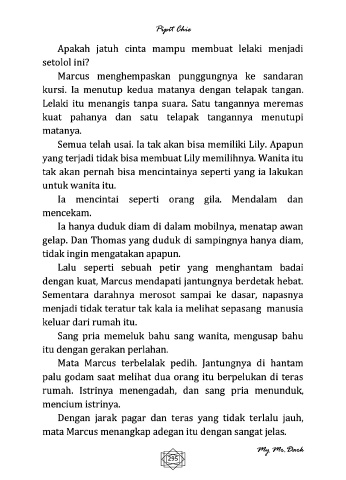 Pipit Chie
Apakah jatuh cinta mampu membuat lelaki menjadi
setolol ini?
Marcus menghempaskan punggungnya ke sandaran
kursi. Ia menutup kedua matanya dengan telapak tangan.
Lelaki itu menangis tanpa suara. Satu tangannya meremas
kuat pahanya dan satu telapak tangannya menutupi
matanya.
Semua telah usai. Ia tak akan bisa memiliki Lily. Apapun
yang terjadi tidak bisa membuat Lily memilihnya. Wanita itu
tak akan pernah bisa mencintainya seperti yang ia lakukan
untuk wanita itu.
Ia mencintai seperti orang gila. Mendalam dan
mencekam.
Ia hanya duduk diam di dalam mobilnya, menatap awan
gelap. Dan Thomas yang duduk di sampingnya hanya diam,
tidak ingin mengatakan apapun.
Lalu seperti sebuah petir yang menghantam badai
dengan kuat, Marcus mendapati jantungnya berdetak hebat.
Sementara darahnya merosot sampai ke dasar, napasnya
menjadi tidak teratur tak kala ia melihat sepasang manusia
keluar dari rumah itu.
Sang pria memeluk bahu sang wanita, mengusap bahu
itu dengan gerakan perlahan.
Mata Marcus terbelalak pedih. Jantungnya di hantam
palu godam saat melihat dua orang itu berpelukan di teras
rumah. Istrinya menengadah, dan sang pria menunduk,
mencium istrinya.
Dengan jarak pagar dan teras yang tidak terlalu jauh,
mata Marcus menangkap adegan itu dengan sangat jelas.
My Mr. Dark
295